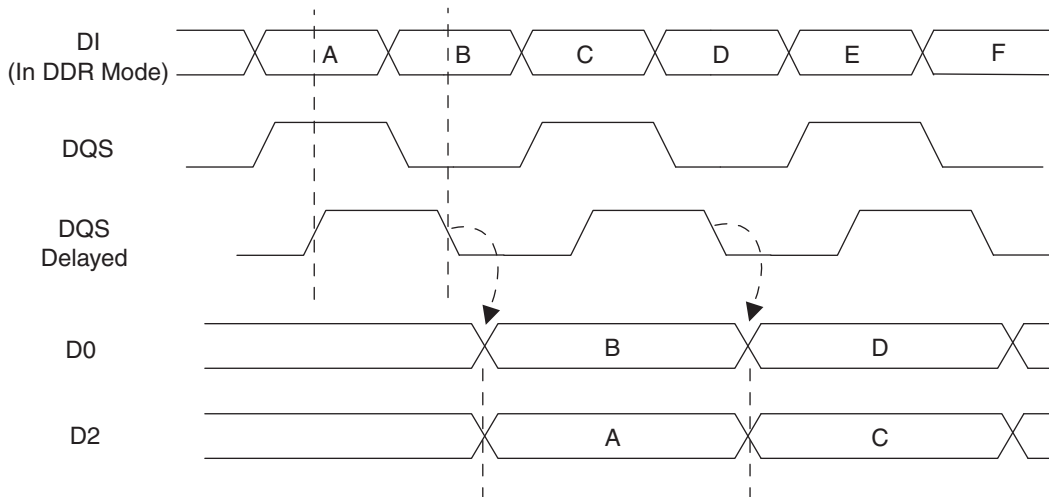 DI
(In DDR Mode)
A B C D E F
DQS
DQS
Delayed
D0
B D
D2
A C